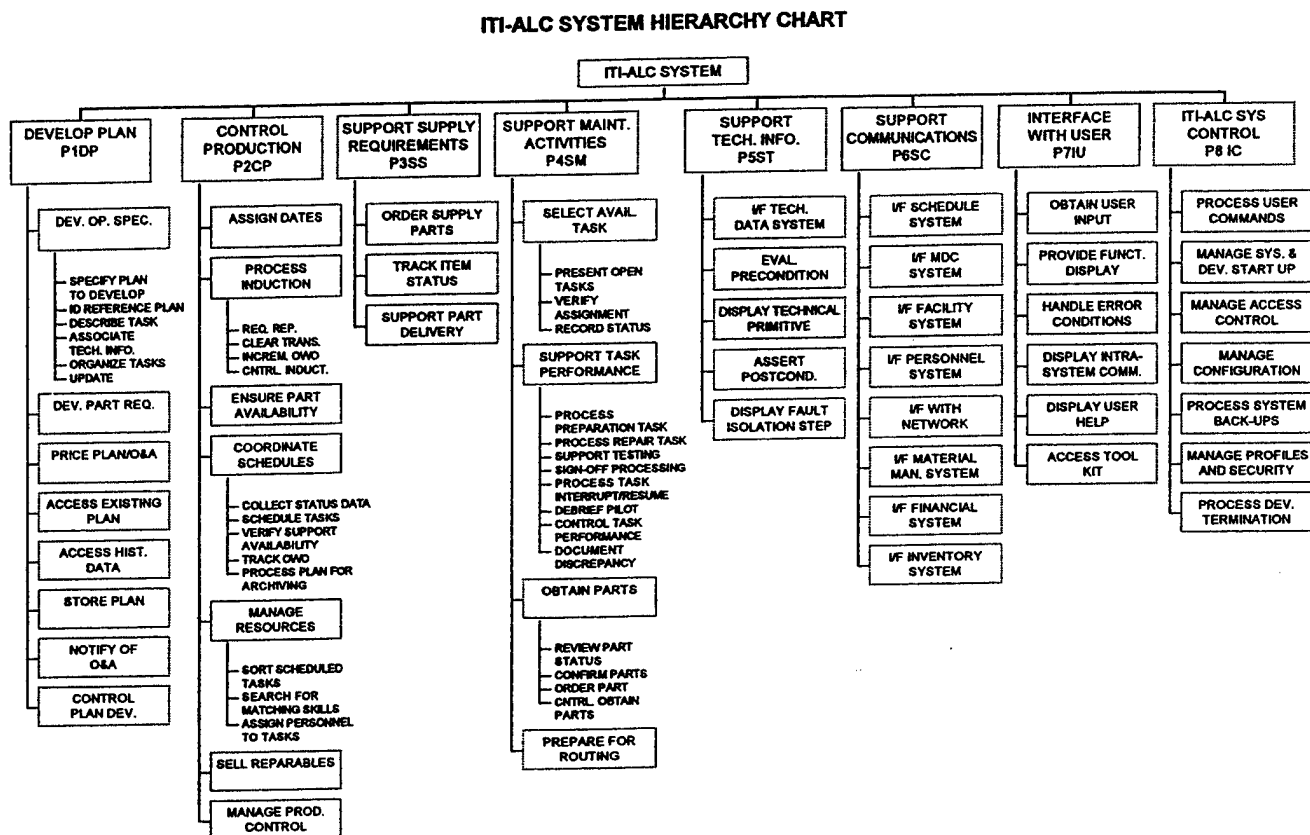 ITI-ALC SYSTEM HIERARCHY CHART
ITI-ALC SYSTEM
DEVELOP PLAN
P1DP
DEV. OP. SPEC.
SPECIFY PLAN
TO DEVELOP
ID REFERENCE PLAN
DESCRIBE TASK
ASSOCIATE
TECH. INFO.
ORGANIZE TASKS
UPDATE
DEV. PART REQ.
PRICE PLAN/O&A
ACCESS EXISTING
PLAN
ACCESS HIST.
DATA
STORE PLAN
NOTIFY OF
O&A
CONTROL
PLAN DEV.
CONTROL
PRODUCTION
P2CP
ASSIGN DATES
PROCESS
INDUCTION
REQ. REP.
CLEAR TRANS.
INCREM. OWO
CNTRL. INDUCT.
ENSURE PART
AVAILABILITY
COORDINATE
SCHEDULES
COLLECT STATUS DATA
SCHEDULE TASKS
VERIFY SUPPORT
AVAILABILITY
TRACK OWO
PROCESS PLAN FOR
ARCHIVING
MANAGE
RESOURCES
SORT SCHEDULED
TASKS
SEARCH FOR
MATCHING SKILLS
ASSIGN PERSONNEL
TO TASKS
SELL REPARABLES
MANAGE PROD.
CONTROL
SUPPORT SUPPLY
REQUIREMENTS
P3SS
ORDER SUPPLY
PARTS
TRACK ITEM
STATUS
SUPPORT PART
DELIVERY
SUPPORT MAINT.
ACTIVITIES
P4SM
SELECT AVAIL.
TASK
PRESENT OPEN
TASKS
VERIFY
ASSIGNMENT
RECORD STATUS
SUPPORT TASK
PERFORMANCE
PROCESS
PREPARATION TASK
PROCESS REPAIR TASK
SUPPORT TESTING
SIGN-OFF PROCESSING
PROCESS TASK
INTERRUPT/RESUME
DEBRIEF PILOT
CONTROL TASK
PERFORMANCE
DOCUMENT
DISCREPANCY
OBTAIN PARTS
REVIEW PART
STATUS
CONFIRM PARTS
ORDER PART
CNTRL. OBTAIN
PARTS
PREPARE FOR
ROUTING
SUPPORT
TECH. INFO.
P5ST
I/F TECH.
DATA SYSTEM
EVAL.
PRECONDITION
DISPLAY TECHNICAL
PRIMITIVE
ASSERT
POSTCOND.
DISPLAY FAULT
ISOLATION STEP
SUPPORT
COMMUNICATIONS
P6SC
I/F SCHEDULE
SYSTEM
I/F MDC
SYSTEM
I/F FACILITY
SYSTEM
I/F PERSONNEL
SYSTEM
I/F WITH
NETWORK
I/F MATERIAL
MAN. SYSTEM
I/F FINANCIAL
SYSTEM
I/F INVENTORY
SYSTEM
INTERFACE
WITH USER
P7IU
OBTAIN USER
INPUT
PROVIDE FUNCT.
DISPLAY
HANDLE ERROR
CONDITIONS
DISPLAY INTRA-
SYSTEM COMM.
DISPLAY USER
HELP
ACCESS TOOL
KIT
ITI-ALC SYS
CONTROL
P8 IC
PROCESS USER
COMMANDS
MANAGE SYS. &
DEV. START UP
MANAGE ACCESS
CONTROL
MANAGE
CONFIGURATION
PROCESS SYSTEM
BACK-UPS
MANAGE PROFILES
AND SECURITY
PROCESS DEV.
TERMINATION